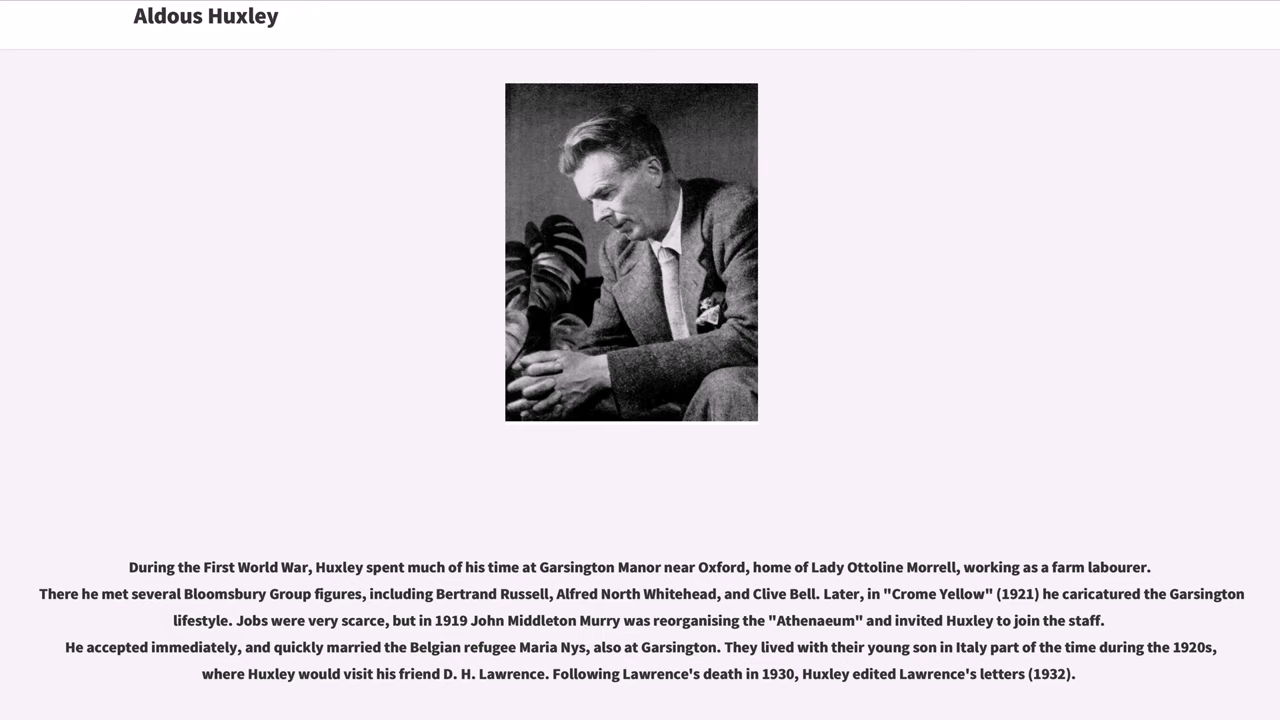 Aldous Huxley
During the First World War, Huxley spent much of his time at Garsington Manor near Oxford, home of Lady Ottoline Morrell, working as a farm labourer.
There he met several Bloomsbury Group figures, including Bertrand Russell, Alfred North Whitehead, and Clive Bell. Later, in "Crome Yellow" (1921) he caricatured the Garsington
lifestyle. Jobs were very scarce, but in 1919 John Middleton Murry was reorganising the "Athenaeum" and invited Huxley to join the staff.
He accepted immediately, and quickly married the Belgian refugee Maria Nys, also at Garsington. They lived with their young son in Italy part of the time during the 1920s,
where Huxley would visit his friend D. H. Lawrence. Following Lawrence's death in 1930, Huxley edited Lawrence's letters (1932).